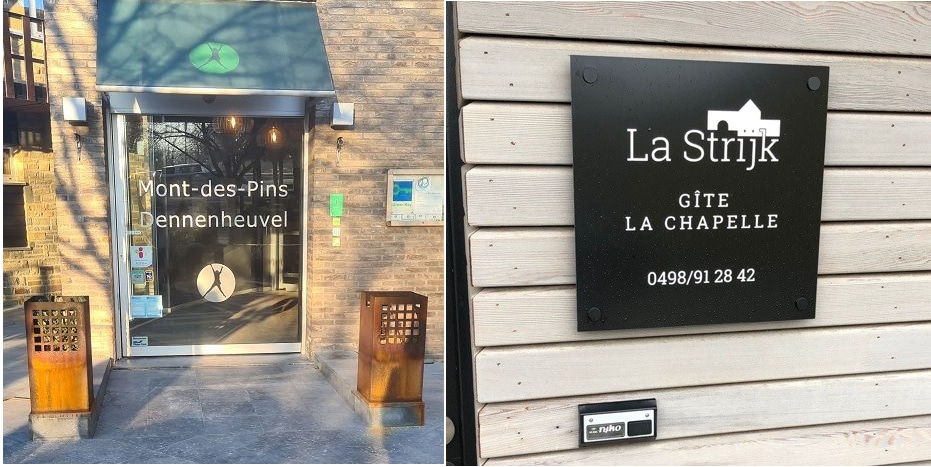 Mont-des-Pins
Dennenheuvel
La Strijk
GÎTE
LA CHAPELLE
0498/91 28 42
niko